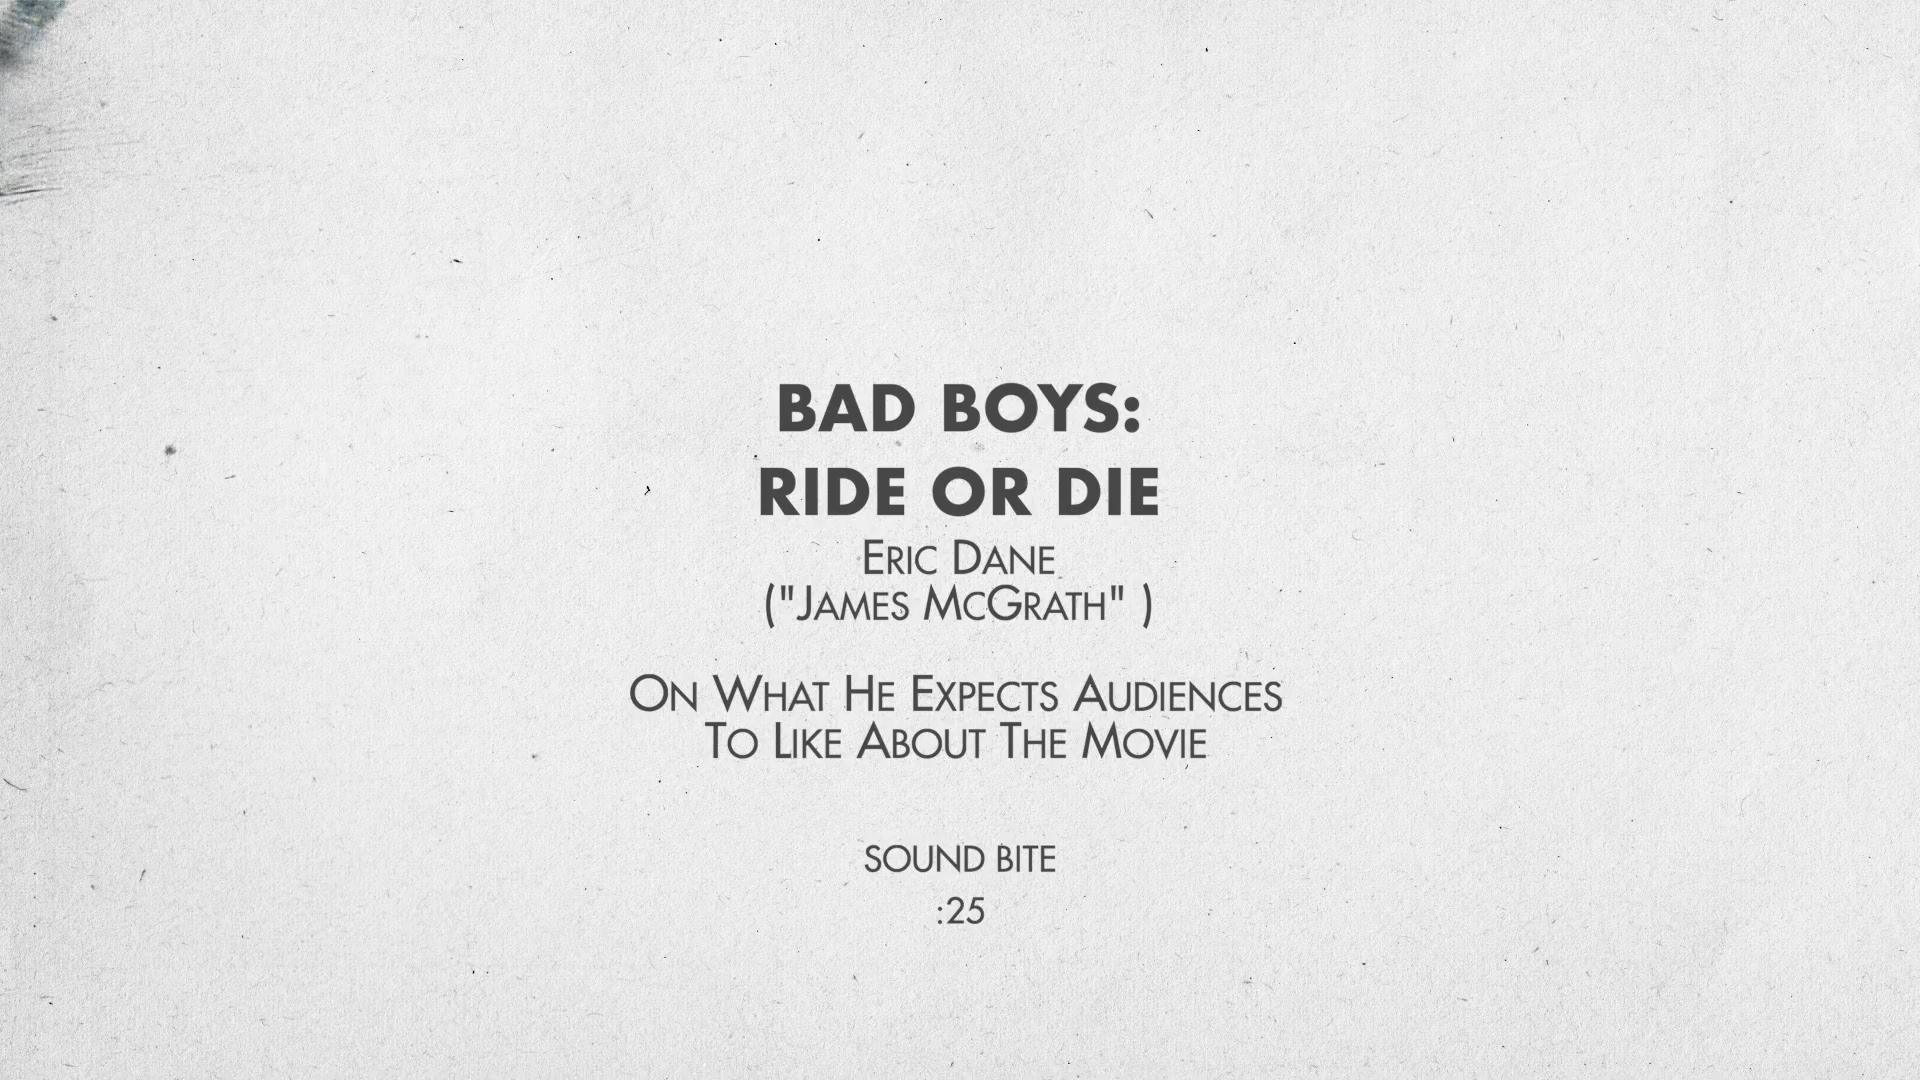 BAD BOYS:
RIDE OR DIE
ERIC DANE
("JAMES MCGRATH" )
ON WHAT HE EXPECTS AUDIENCES
TO LIKE ABOUT THE MOVIE
SOUND BITE
:25